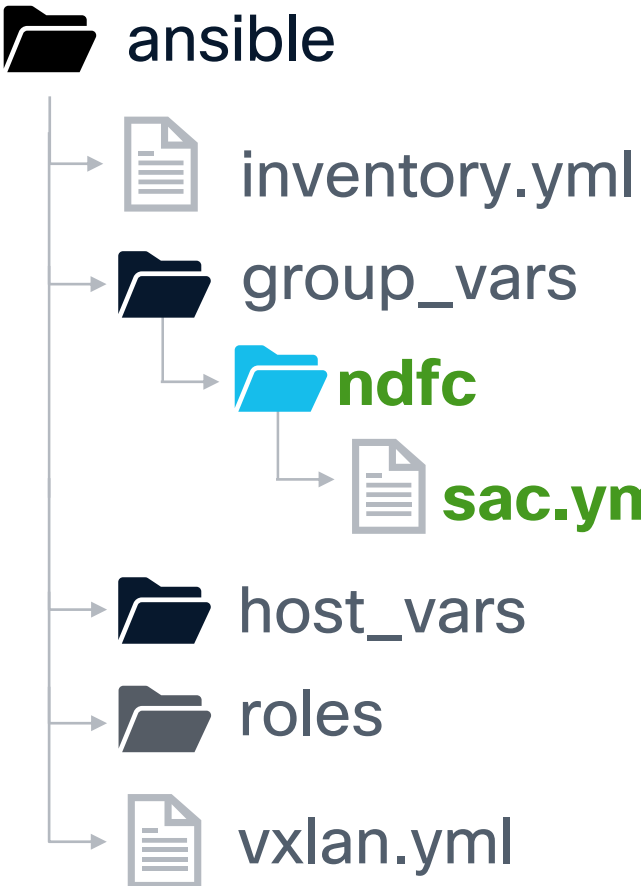 ansible
inventory.yml
group_vars
ndfc
sac.ym
host_vars
roles
vxlan.yml